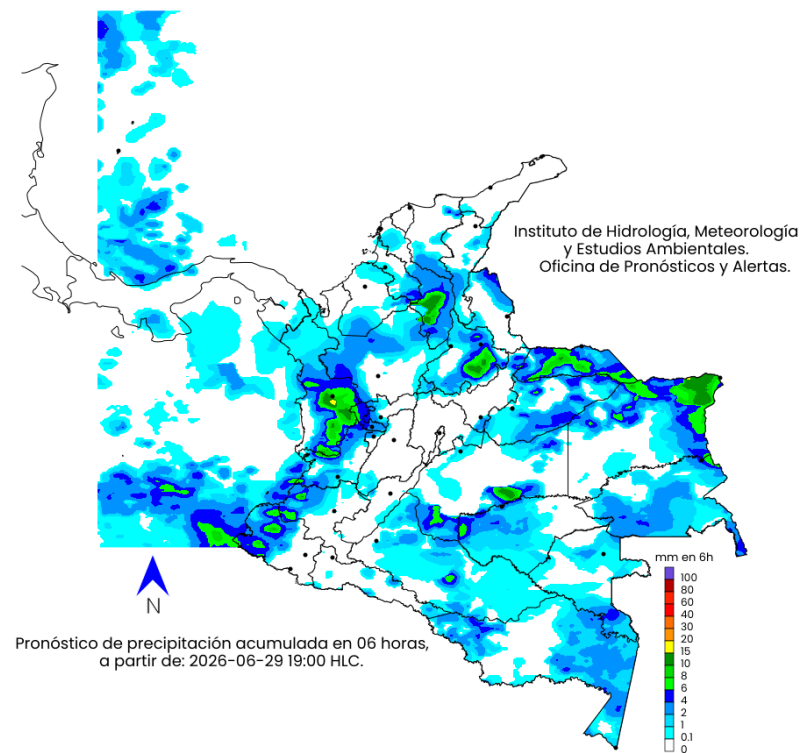 Instituto de Hidrología, Meteorología
y Estudios Ambientales.
Oficina de Pronósticos y Alertas.
mm en 6h
100
80
60
40
30
20
15
10
8
6
4
2
1
0.1
0
N
Pronóstico de precipitación acumulada en 06 horas,
a partir de: 2026-06-29 19:00 HLC.